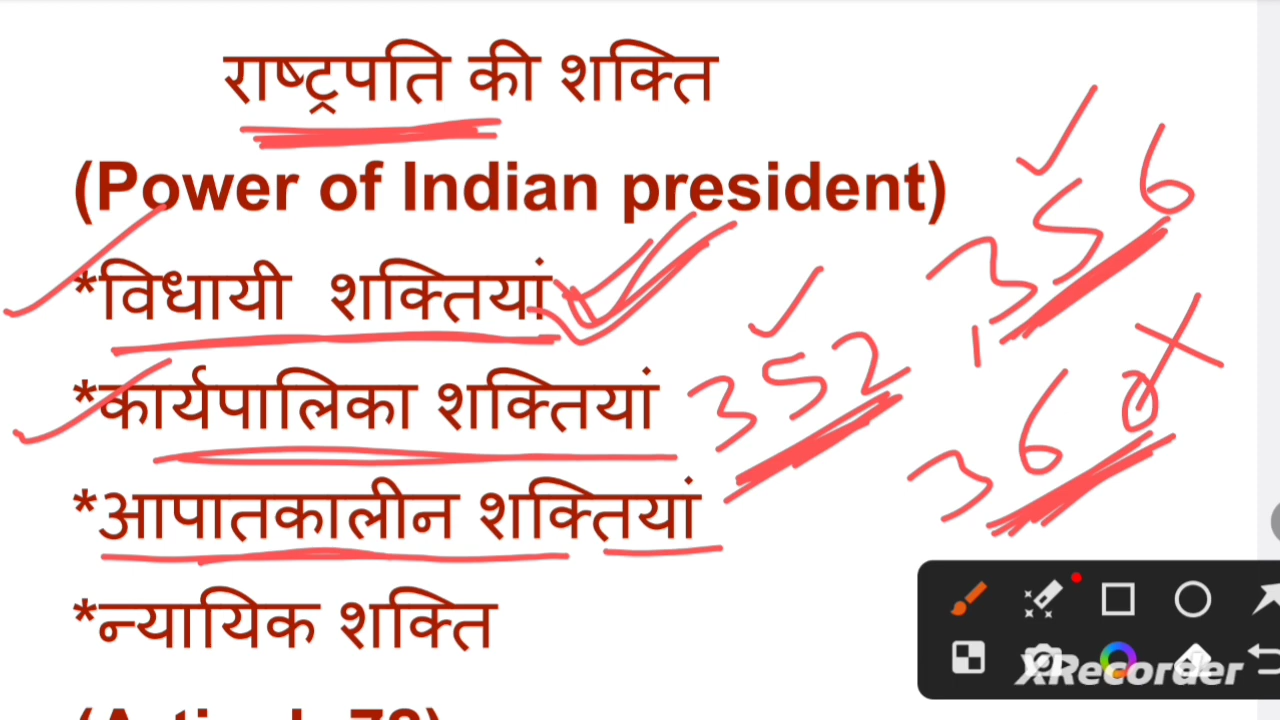 राष्ट्रपति की शक्ति
(Power of Indian president)
*विधायी शक्तियां
*कार्यपालिका शक्तियां
*आपातकालीन शक्तियां
*न्यायिक शक्ति
356
352
360
XRecorder